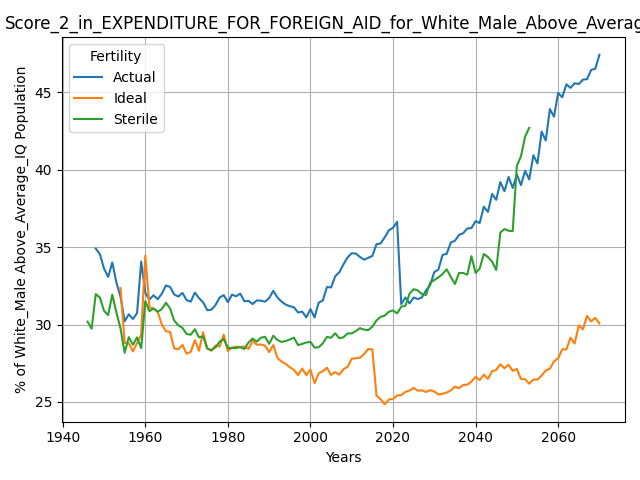 Score_2_in_EXPENDITURE_FOR_FOREIGN_AID_for_White_Male_Above_Averag
Fertility
Actual
Ideal
Sterile
% of White_Male Above_Average_IQ Population
45
40
35
30
25
1940 1960 1980 2000 2020 2040 2060
Years